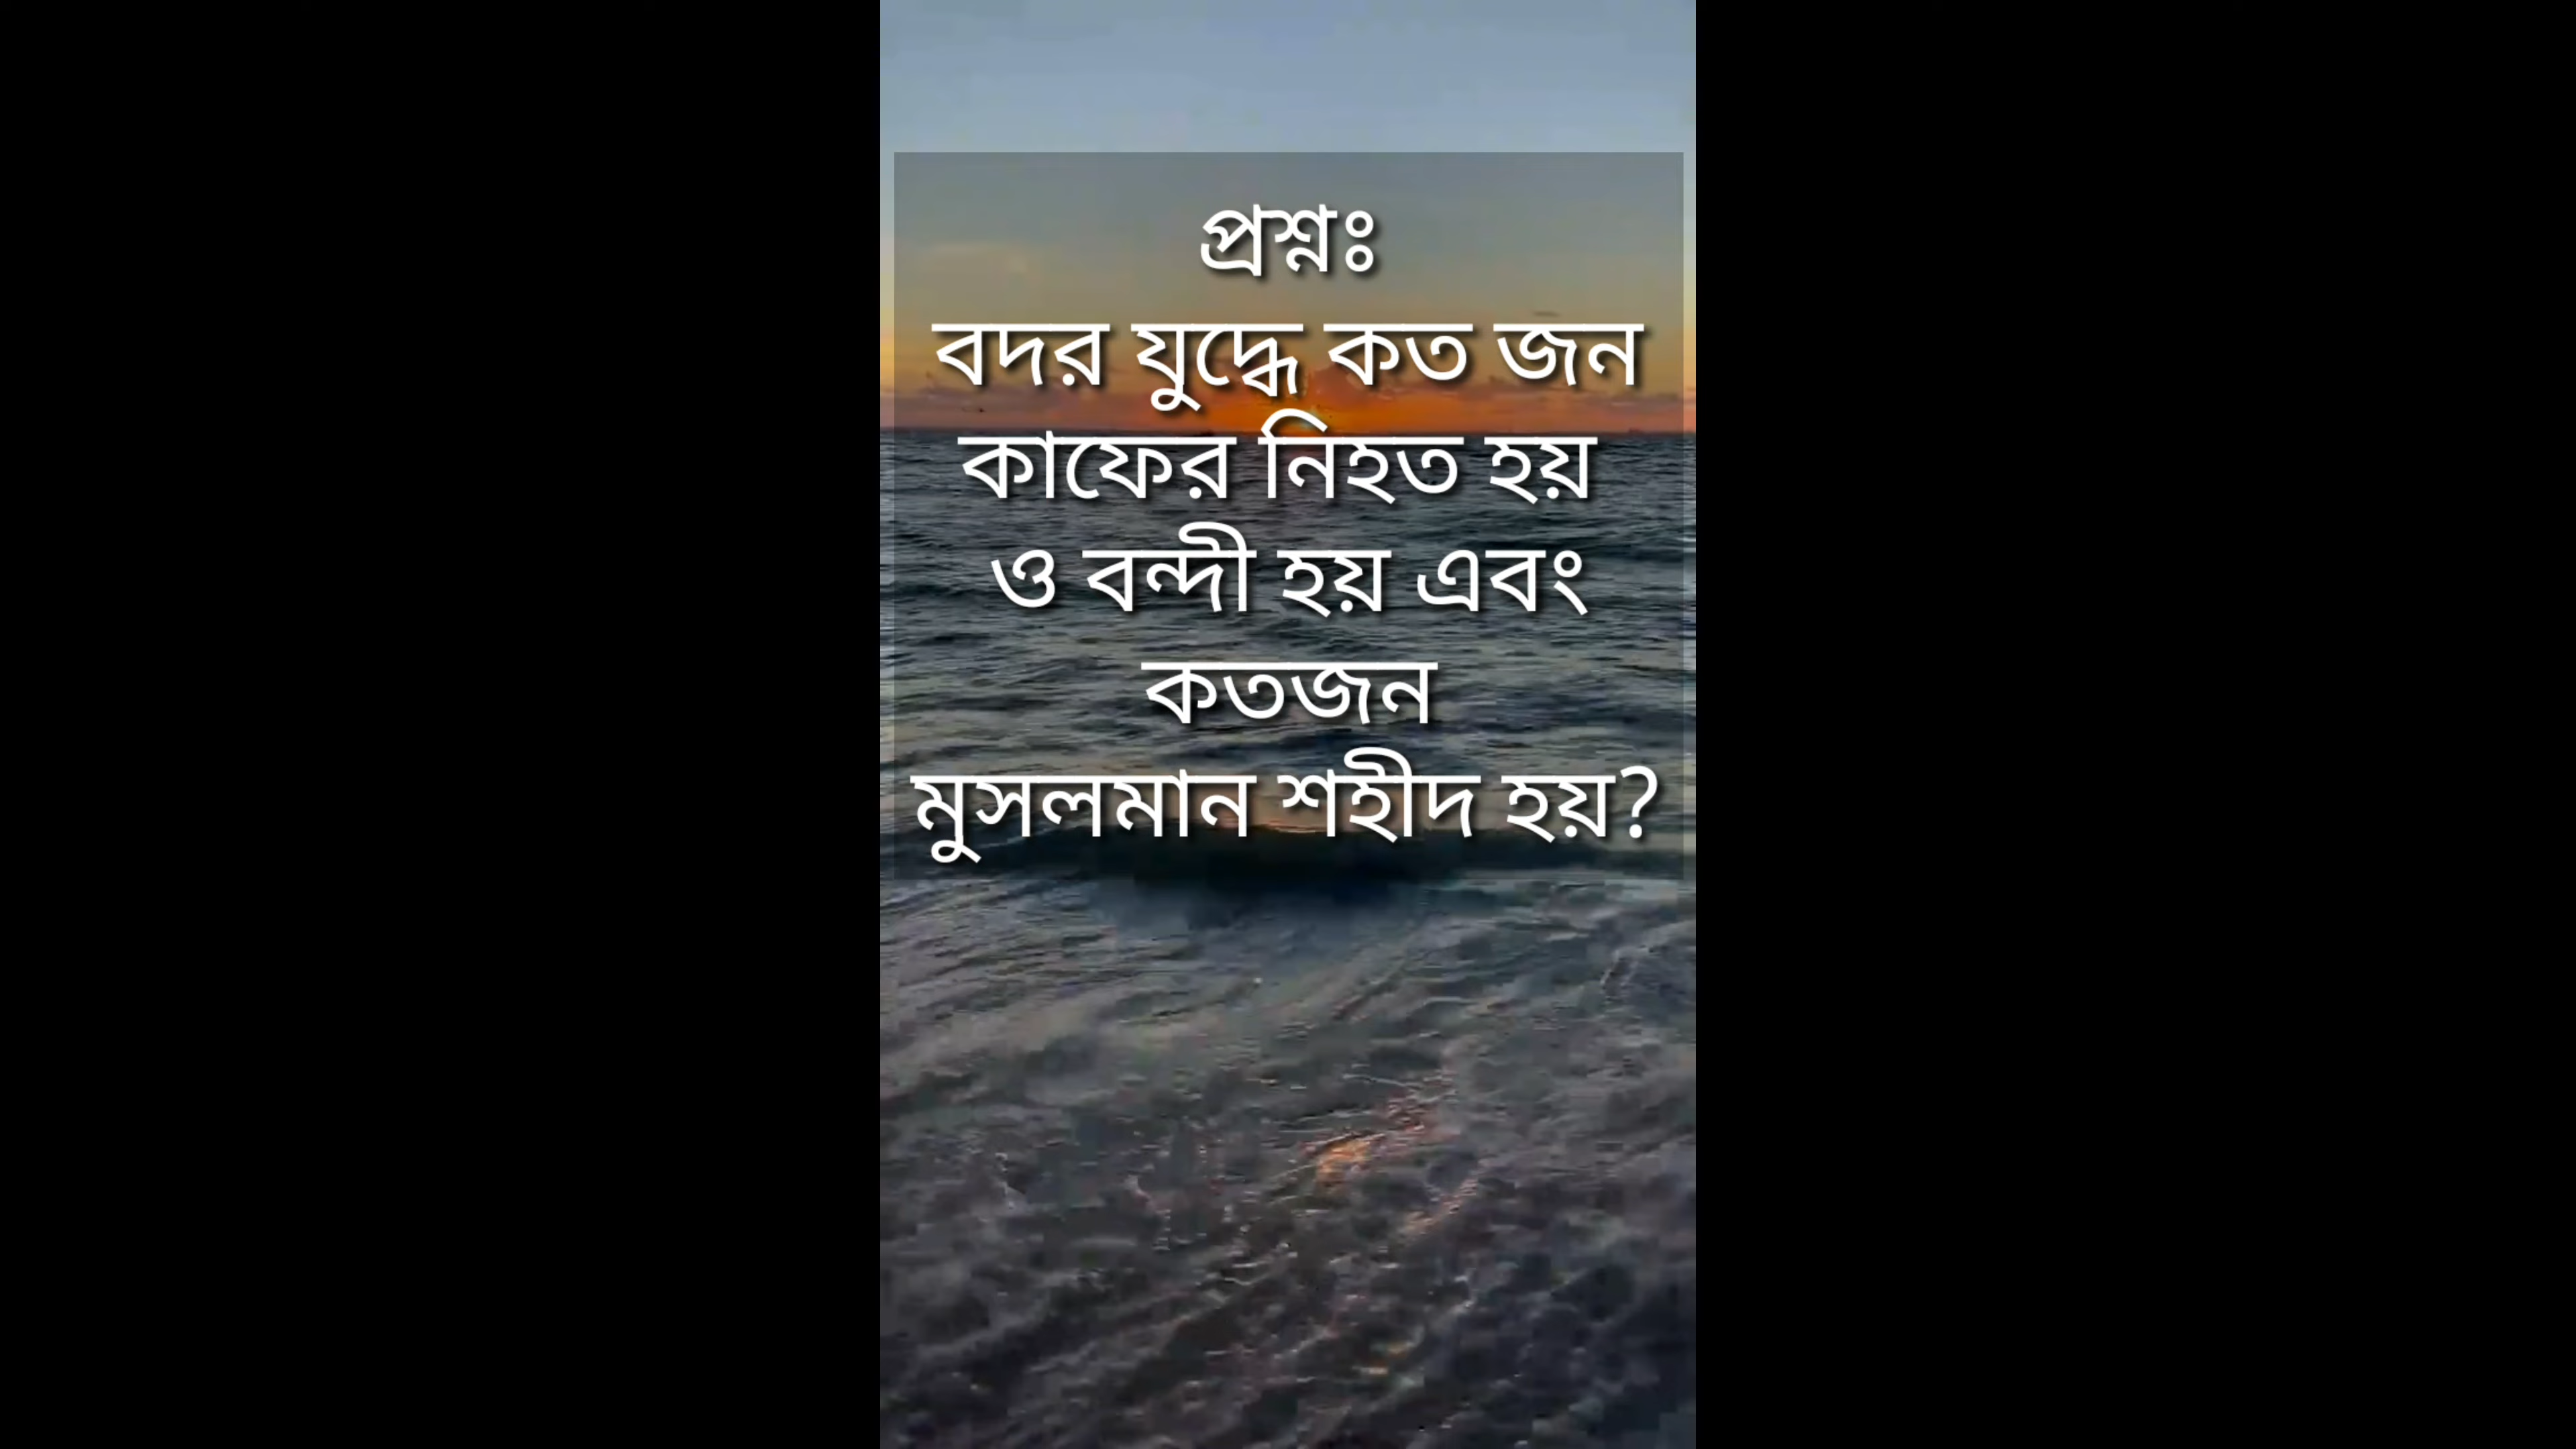 প্রশ্নঃ
বদর যুদ্ধে কত জন
কাফের নিহত হয়
ও বন্দী হয় এবং
কতজন
মুসলমান শহীদ হয়?